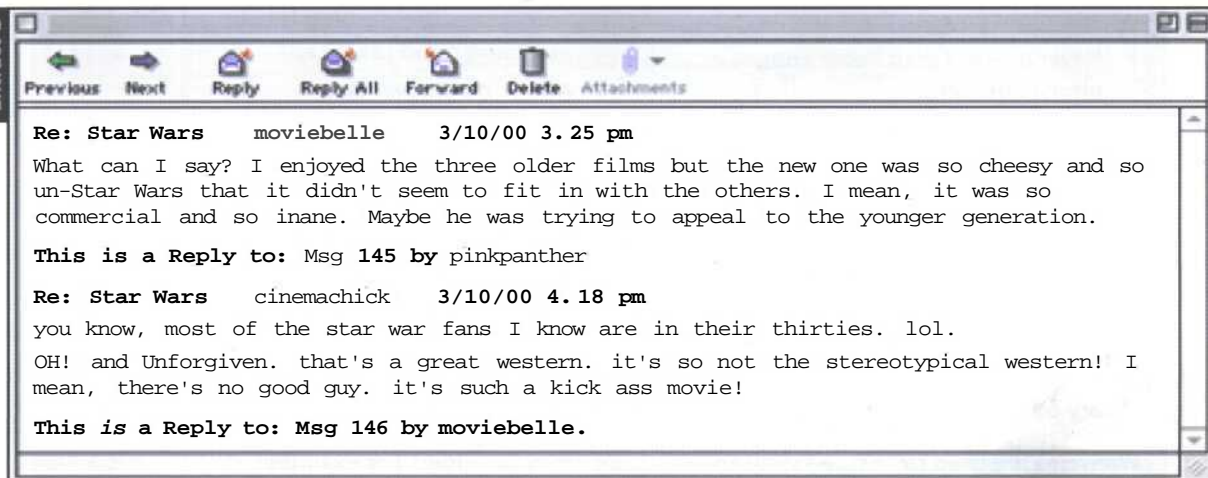 Previous Next Reply Reply All Forward Delete Attachments
Re: Star Wars moviebelle 3/10/00 3.25 pm
What can I say? I enjoyed the three older films but the new one was so cheesy and so
un-Star Wars that it didn't seem to fit in with the others. I mean, it was so
commercial and so inane. Maybe he was trying to appeal to the younger generation.
This is a Reply to: Msg 145 by pinkpanther
Re: Star Wars cinemachick 3/10/00 4.18 pm
you know, most of the star war fans I know are in their thirties. lol.
OH! and Unforgiven. that's a great western. it's so not the stereotypical western! I
mean, there's no good guy. it's such a kick ass movie!
This is a Reply to: Msg 146 by moviebelle.